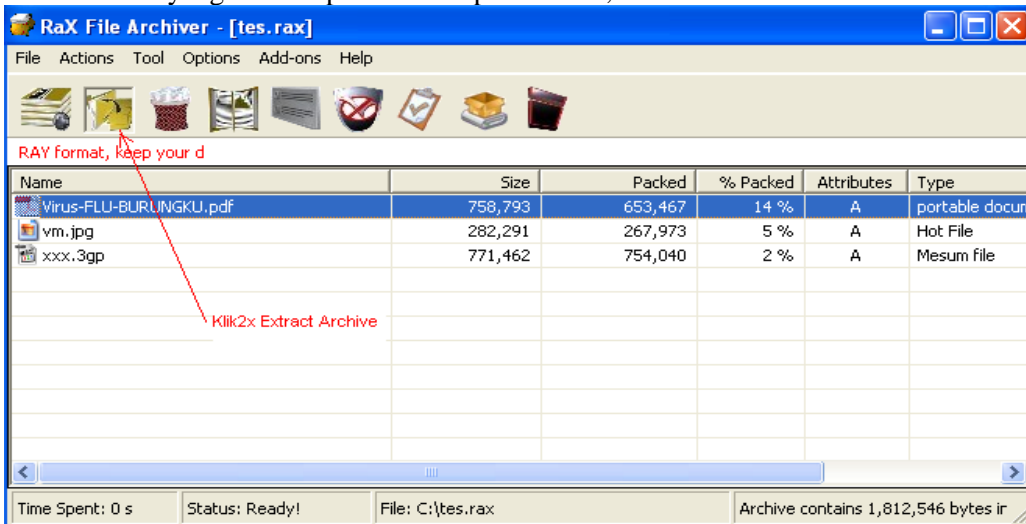 RaX File Archiver - [tes.rax]
File Actions Tool Options Add-ons Help
RAY format, keep your d
Name Size Packed % Packed Attributes Type
Virus-FLU-BURUNGKU.pdf 758,793 653,467 14 % A portable docum
vm.jpg 282,291 267,973 5 % A Hot File
xxx.3gp 771,462 754,040 2 % A Mesum file
Klik2x Extract Archive
Time Spent: 0 s Status: Ready! File: C:\tes.rax Archive contains 1,812,546 bytes ir